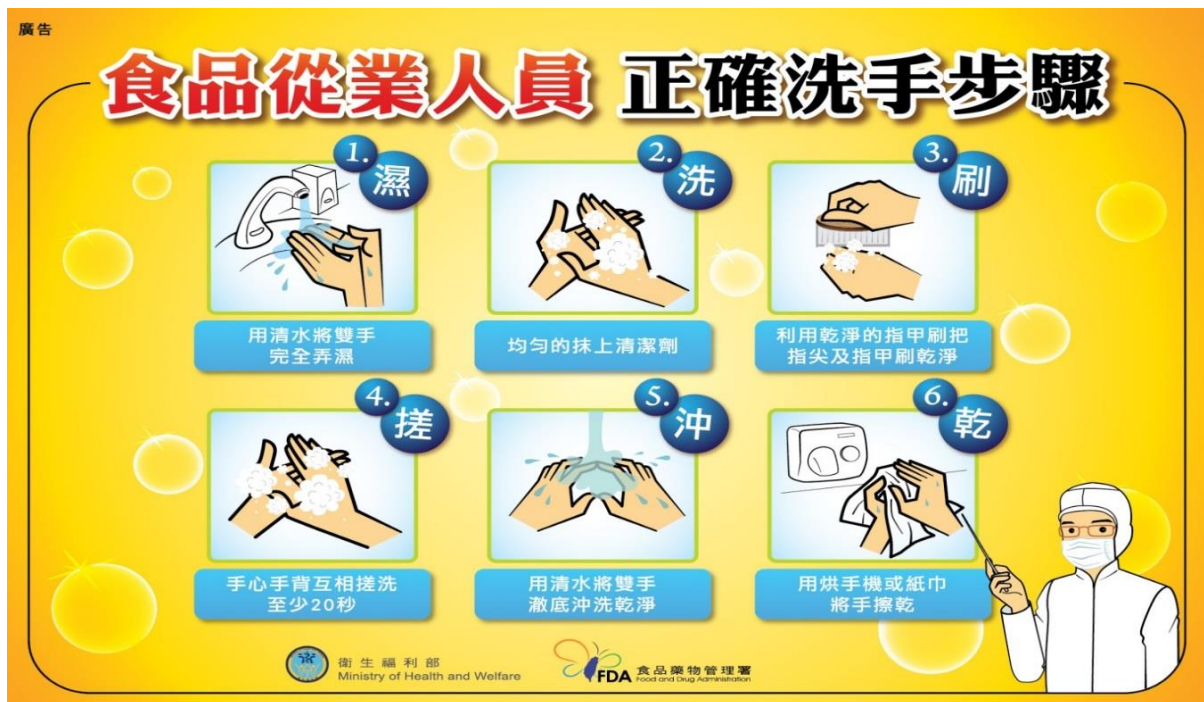 廣告
食品從業人員 正確洗手步驟
1. 濕
用清水將雙手
完全弄濕
2. 洗
均勻的抹上清潔劑
3. 刷
利用乾淨的指甲刷把
指尖及指甲刷乾淨
4. 搓
手心手背互相搓洗
至少20秒
5. 沖
用清水將雙手
澈底沖洗乾淨
6. 乾
用烘手機或紙巾
將手擦乾
衛生福利部
Ministry of Health and Welfare
FDA 食品藥物管理署
Food and Drug Administration